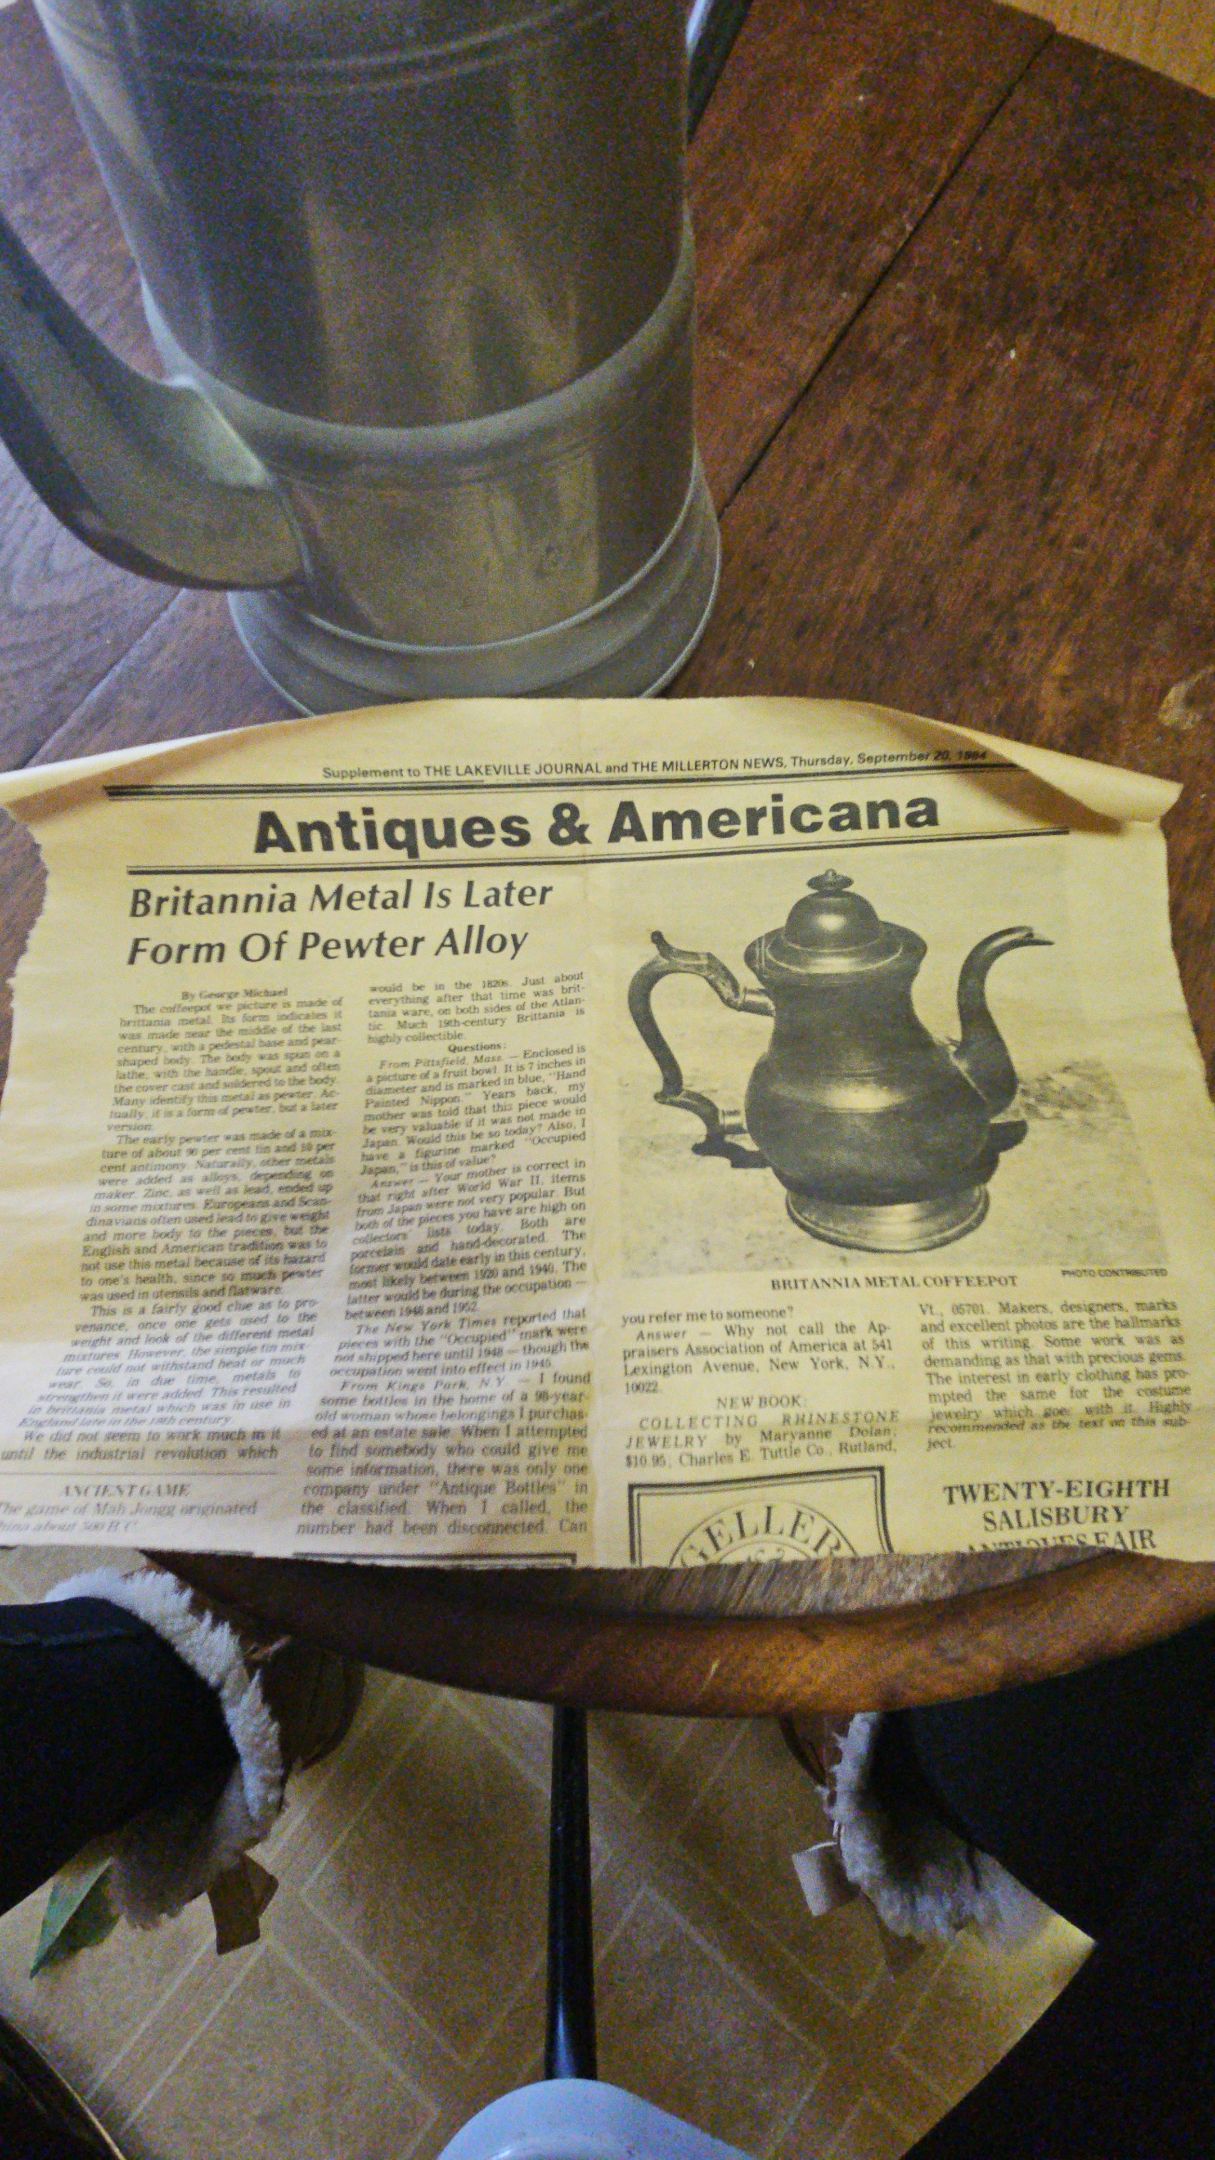 Supplement to THE LAKEVILLE JOURNAL and THE MILLERTON NEWS, Thursday, September 20, 1984
Antiques & Americana
Britannia Metal Is Later
Form Of Pewter Alloy
By George Michael
The coffeepot we picture is made of
brittania metal. Its form indicates it
was made near the middle of the last
century, with a pedestal base and pear-
shaped body. The body was spun on a
lathe, with the handle, spout and often
the cover cast and soldered to the body.
Many identify this metal as pewter. Ac-
tually, it is a form of pewter, but a later
version.
The early pewter was made of a mix-
ture of about 90 per cent tin and 10 per
cent antimony. Naturally, other metals
were added as alloys, depending on
maker. Zinc, as well as lead, ended up
in some mixtures. Europeans and Scan-
dinavians often used lead to give weight
and more body to the pieces, but the
English and American tradition was to
not use this metal because of its hazard
to one's health, since so much pewter
was used in utensils and flatware.
This is a fairly good clue as to pro-
venance, once one gets used to the
weight and look of the different metal
mixtures. However, the simple tin mix-
ture could not withstand heat or much
wear. So, in due time, metals to
strengthen it were added. This resulted
in brittania metal which was in use in
England late in the 18th century.
We did not seem to work much in it
until the industrial revolution which
ANCIENT GAME
The game of Mah Jongg originated
China about 500 B.C.
would be in the 1820s. Just about
everything after that time was brit-
tania ware, on both sides of the Atlan-
tic. Much 19th-century Brittania is
highly collectible.
Questions:
From Pittsfield, Mass. — Enclosed is
a picture of a fruit bowl. It is 7 inches in
diameter and is marked in blue, "Hand
Painted Nippon." Years back, my
mother was told that this piece would
be very valuable if it was not made in
Japan. Would this be so today? Also, I
have a figurine marked "Occupied
Japan," is this of value?
Answer — Your mother is correct in
that right after World War II, items
from Japan were not very popular. But
both of the pieces you have are high on
collectors' lists today. Both are
porcelain and hand-decorated. The
former would date early in this century,
most likely between 1920 and 1940. The
latter would be during the occupation —
between 1948 and 1952.
The New York Times reported that
pieces with the "Occupied" mark were
not shipped here until 1948 — though the
occupation went into effect in 1945.
From Kings Park, N.Y. — I found
some bottles in the home of a 98-year-
old woman whose belongings I purchas-
ed at an estate sale. When I attempted
to find somebody who could give me
some information, there was only one
company under "Antique Bottles" in
the classified. When I called, the
number had been disconnected. Can
BRITANNIA METAL COFFEEPOT
PHOTO CONTRIBUTED
you refer me to someone?
Answer — Why not call the Ap-
praisers Association of America at 541
Lexington Avenue, New York, N.Y.,
10022.
NEW BOOK:
COLLECTING RHINESTONE
JEWELRY by Maryanne Dolan,
$10.95, Charles E. Tuttle Co., Rutland,
Vt., 05701. Makers, designers, marks
and excellent photos are the hallmarks
of this writing. Some work was as
demanding as that with precious gems.
The interest in early clothing has pro-
mpted the same for the costume
jewelry which goes with it. Highly
recommended as the text on this sub-
ject.
GELLER
TWENTY-EIGHTH
SALISBURY
ANTIQUES FAIR